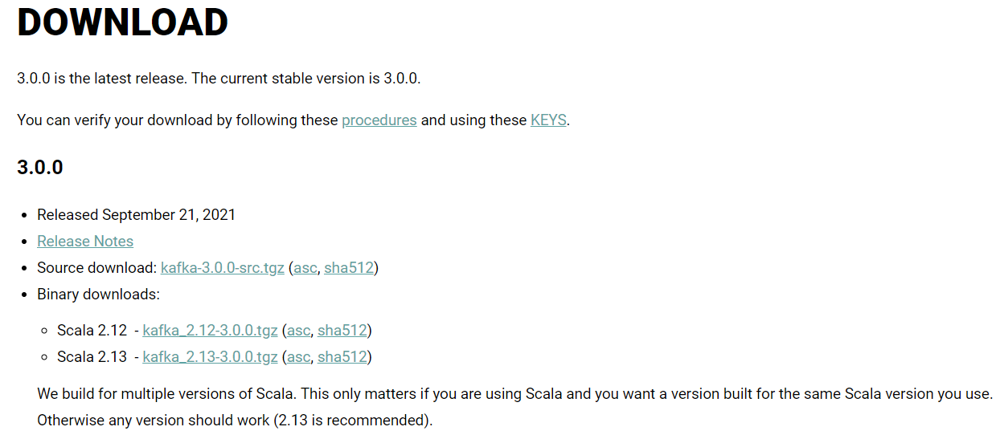 DOWNLOAD
3.0.0 is the latest release. The current stable version is 3.0.0.
You can verify your download by following these procedures and using these KEYS.
3.0.0
• Released September 21, 2021
• Release Notes
• Source download: kafka-3.0.0-src.tgz (asc, sha512)
• Binary downloads:
◦ Scala 2.12 - kafka_2.12-3.0.0.tgz (asc, sha512)
◦ Scala 2.13 - kafka_2.13-3.0.0.tgz (asc, sha512)
We build for multiple versions of Scala. This only matters if you are using Scala and you want a version built for the same Scala version you use.
Otherwise any version should work (2.13 is recommended).